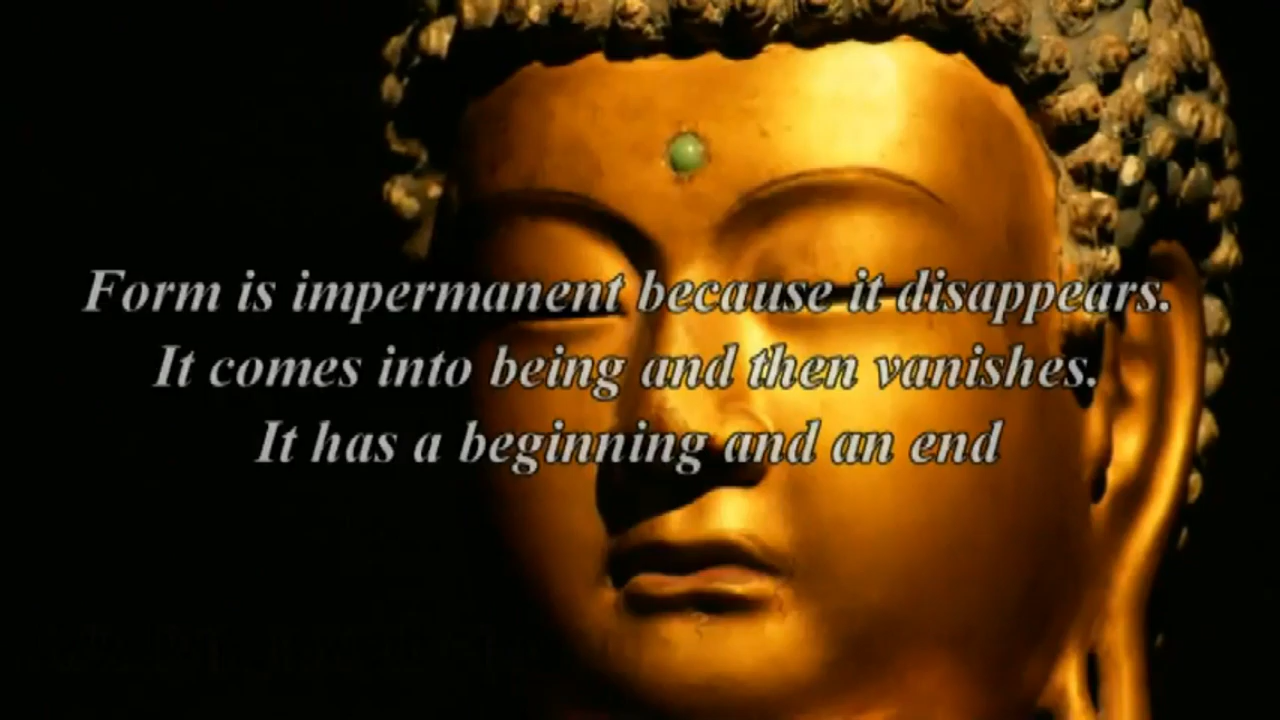 Form is impermanent because it disappears.
It comes into being and then vanishes.
It has a beginning and an end